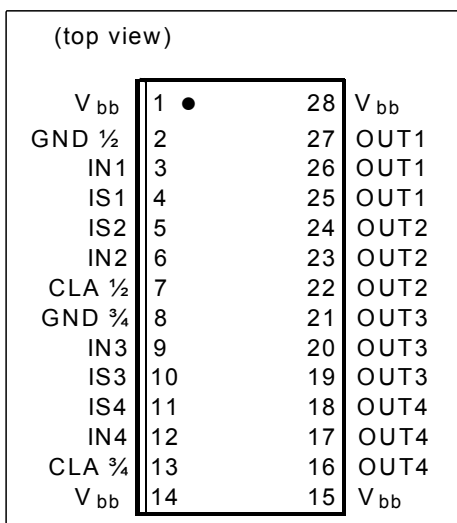 (top view)
V bb 1 ● 28 V bb
GND ½ 2 27 OUT1
IN1 3 26 OUT1
IS1 4 25 OUT1
IS2 5 24 OUT2
IN2 6 23 OUT2
CLA ½ 7 22 OUT2
GND ¾ 8 21 OUT3
IN3 9 20 OUT3
IS3 10 19 OUT3
IS4 11 18 OUT4
IN4 12 17 OUT4
CLA ¾ 13 16 OUT4
V bb 14 15 V bb